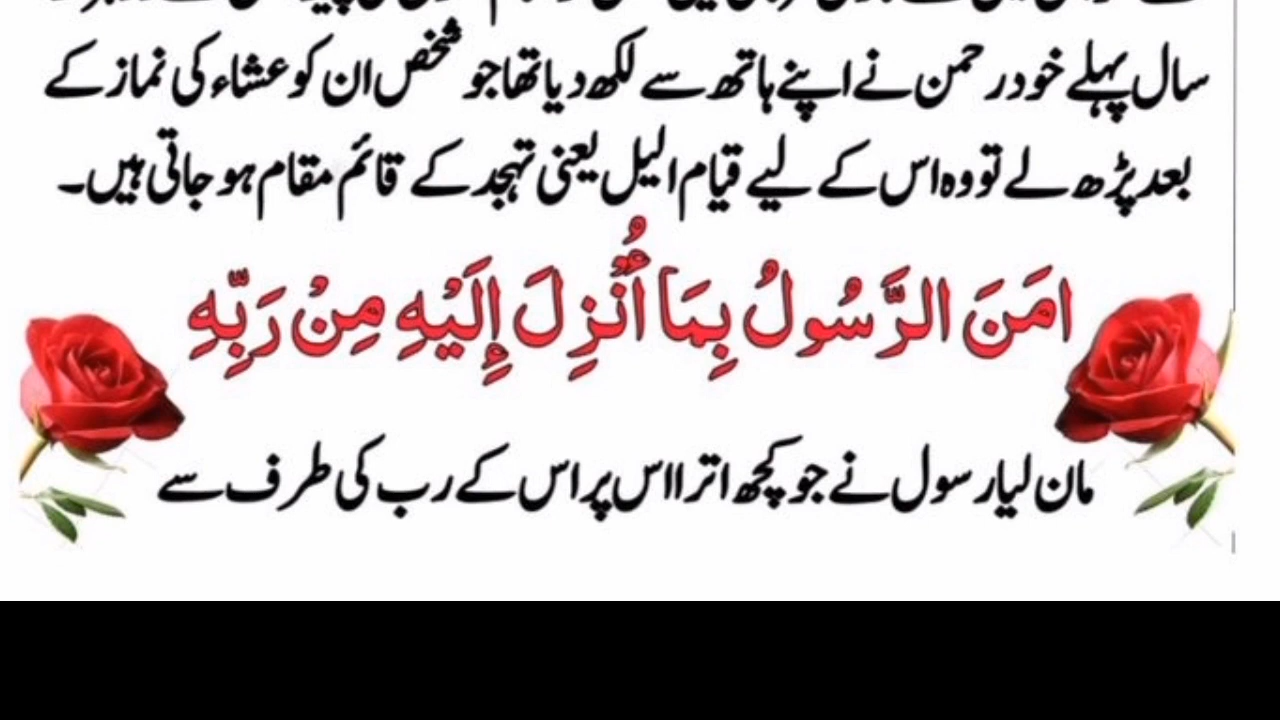 سال پہلے خود رحمن نے اپنے ہاتھ سے لکھ دیا تھا جو شخص ان کو عشاء کی نماز کے
بعد پڑھ لے تو وہ اس کے لیے قیام الیل یعنی تہجد کے قائم مقام ہو جاتی ہیں۔
امَنَ الرَّسُولُ بِمَا أُنْزِلَ إِلَيْهِ مِنْ رَبِّهِ
مان لیا رسول نے جو کچھ اترا اس پر اس کے رب کی طرف سے